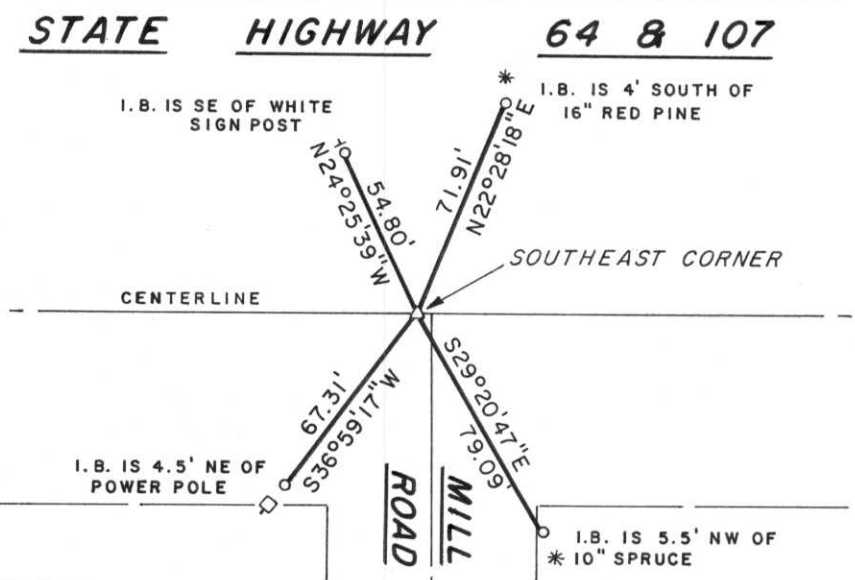 STATE HIGHWAY 64 & 107
I.B. IS SE OF WHITE
SIGN POST
I.B. IS 4' SOUTH OF
16" RED PINE
N24°25'39"W
54.80'
71.91'
N22°28'18"E
SOUTHEAST CORNER
CENTERLINE
67.31'
S36°59'17"W
S29°20'47"E
79.09'
I.B. IS 4.5' NE OF
POWER POLE
MILL
ROAD
I.B. IS 5.5' NW OF
10" SPRUCE